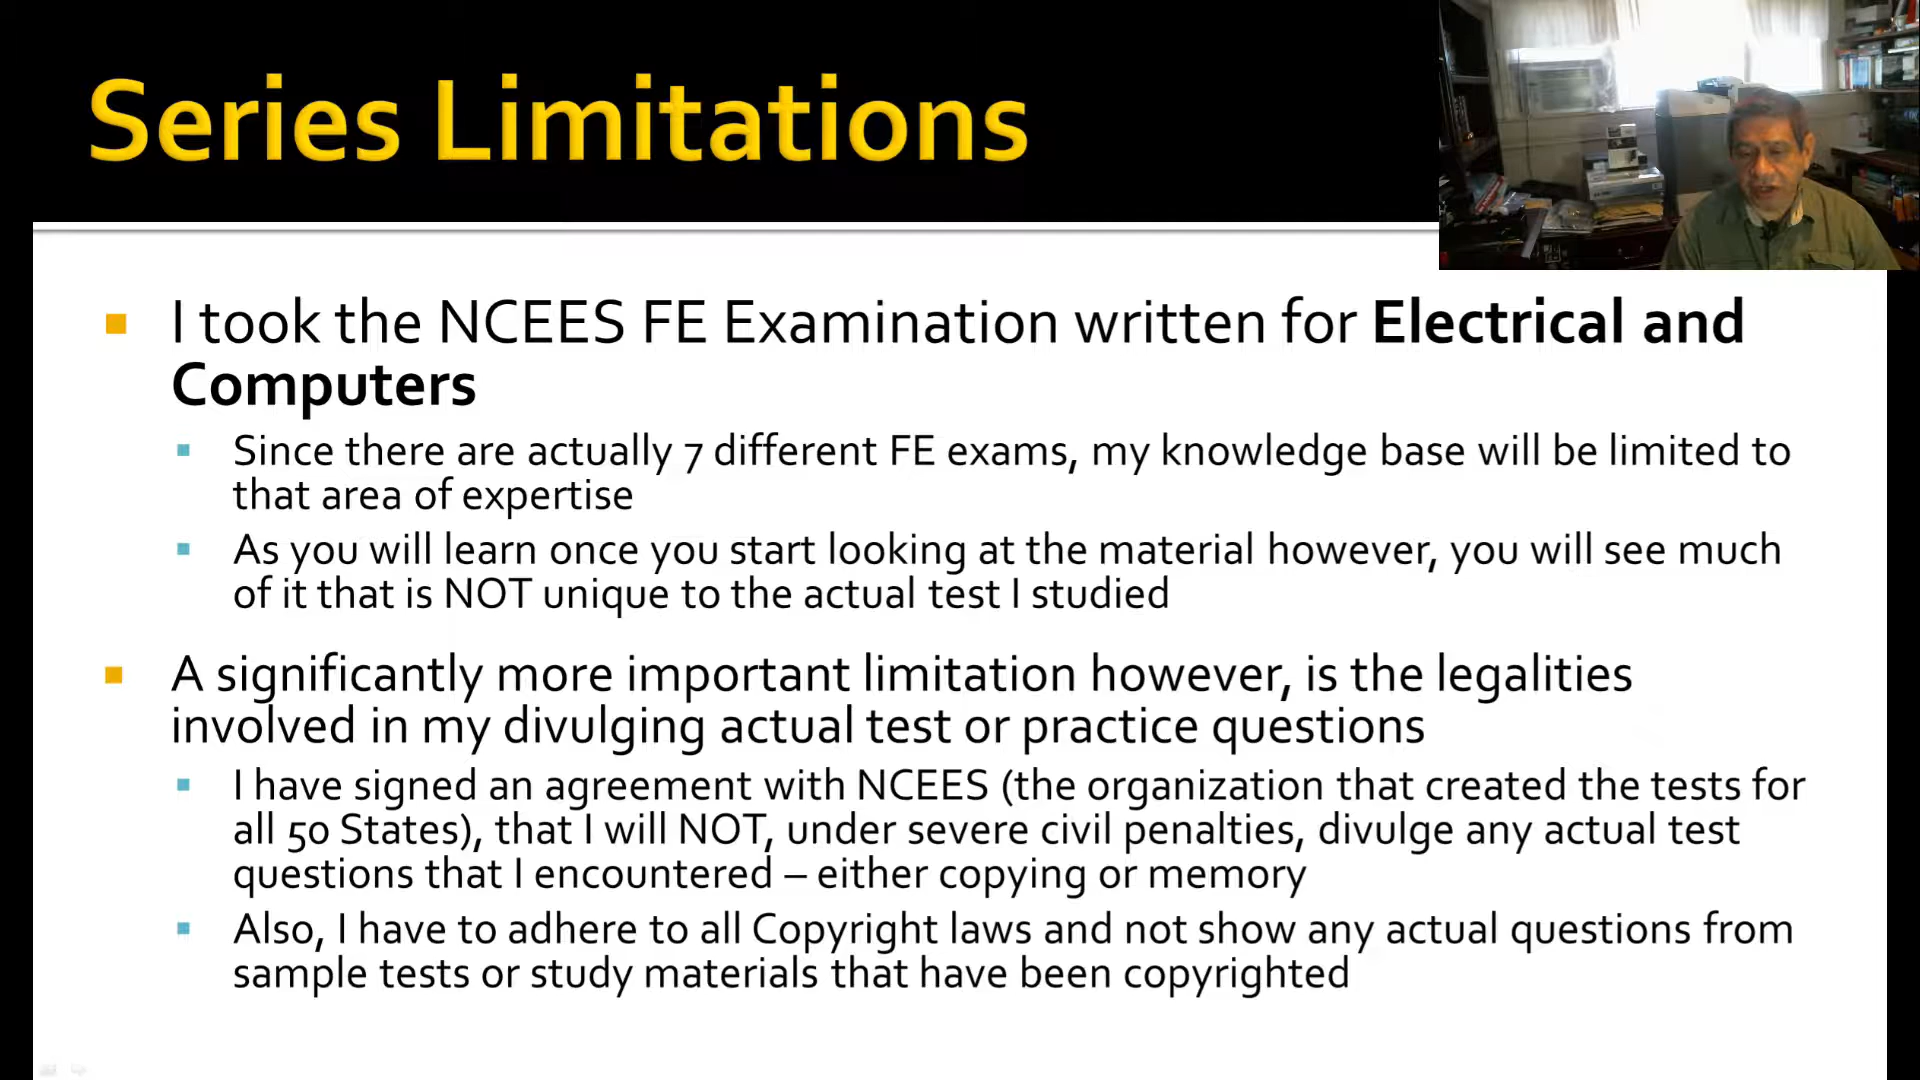 Series Limitations
I took the NCEES FE Examination written for Electrical and
Computers
Since there are actually 7 different FE exams, my knowledge base will be limited to
that area of expertise
As you will learn once you start looking at the material however, you will see much
of it that is NOT unique to the actual test I studied
A significantly more important limitation however, is the legalities
involved in my divulging actual test or practice questions
I have signed an agreement with NCEES (the organization that created the tests for
all 50 States), that I will NOT, under severe civil penalties, divulge any actual test
questions that I encountered – either copying or memory
Also, I have to adhere to all Copyright laws and not show any actual questions from
sample tests or study materials that have been copyrighted